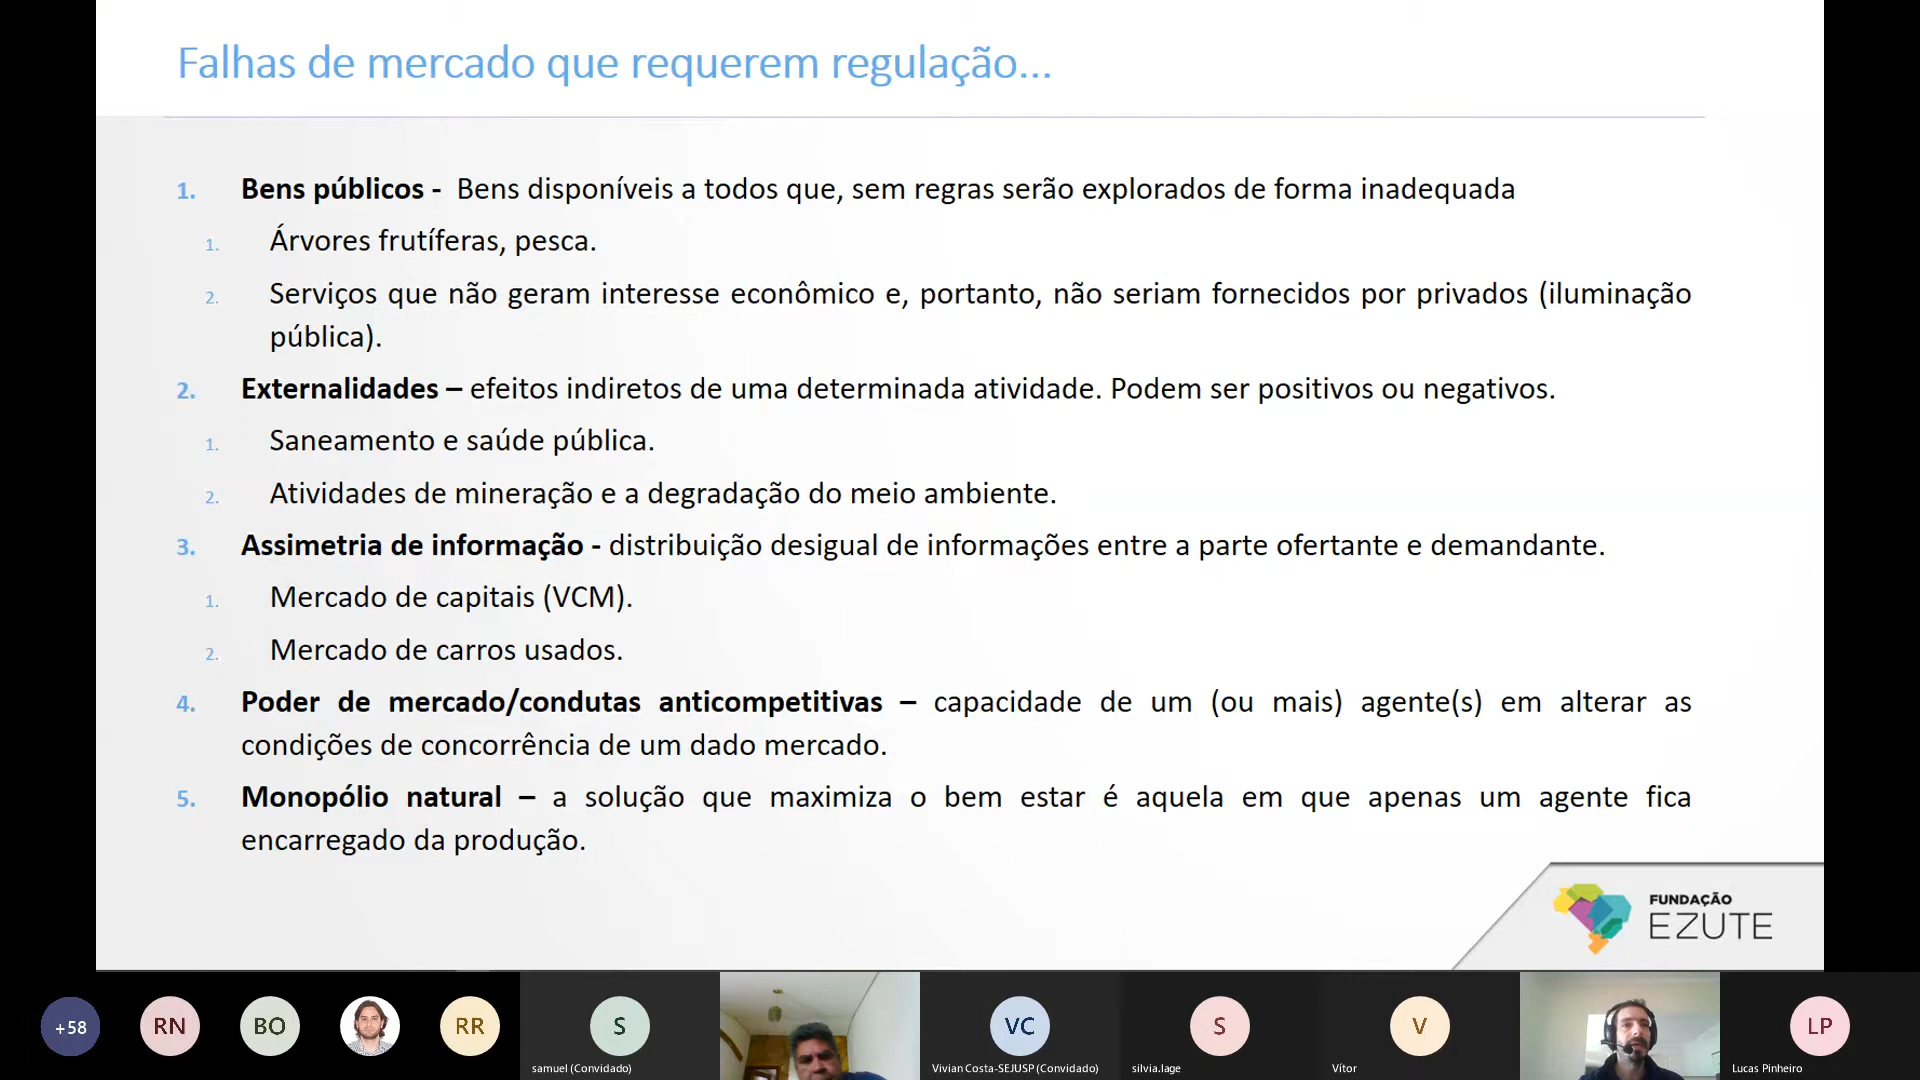 Falhas de mercado que requerem regulação...
1. Bens públicos - Bens disponíveis a todos que, sem regras serão explorados de forma inadequada
1. Árvores frutíferas, pesca.
2. Serviços que não geram interesse econômico e, portanto, não seriam fornecidos por privados (iluminação
pública).
2. Externalidades – efeitos indiretos de uma determinada atividade. Podem ser positivos ou negativos.
1. Saneamento e saúde pública.
2. Atividades de mineração e a degradação do meio ambiente.
3. Assimetria de informação - distribuição desigual de informações entre a parte ofertante e demandante.
1. Mercado de capitais (VCM).
2. Mercado de carros usados.
4. Poder de mercado/condutas anticompetitivas – capacidade de um (ou mais) agente(s) em alterar as
condições de concorrência de um dado mercado.
5. Monopólio natural – a solução que maximiza o bem estar é aquela em que apenas um agente fica
encarregado da produção.
FUNDAÇÃO
EZUTE
+58
RN
BO
RR
S
VC
S
V
LP
samuel (Convidado)
Vivian Costa-SEJUSP (Convidado)
silvia.lage
Vítor
Lucas Pinheiro